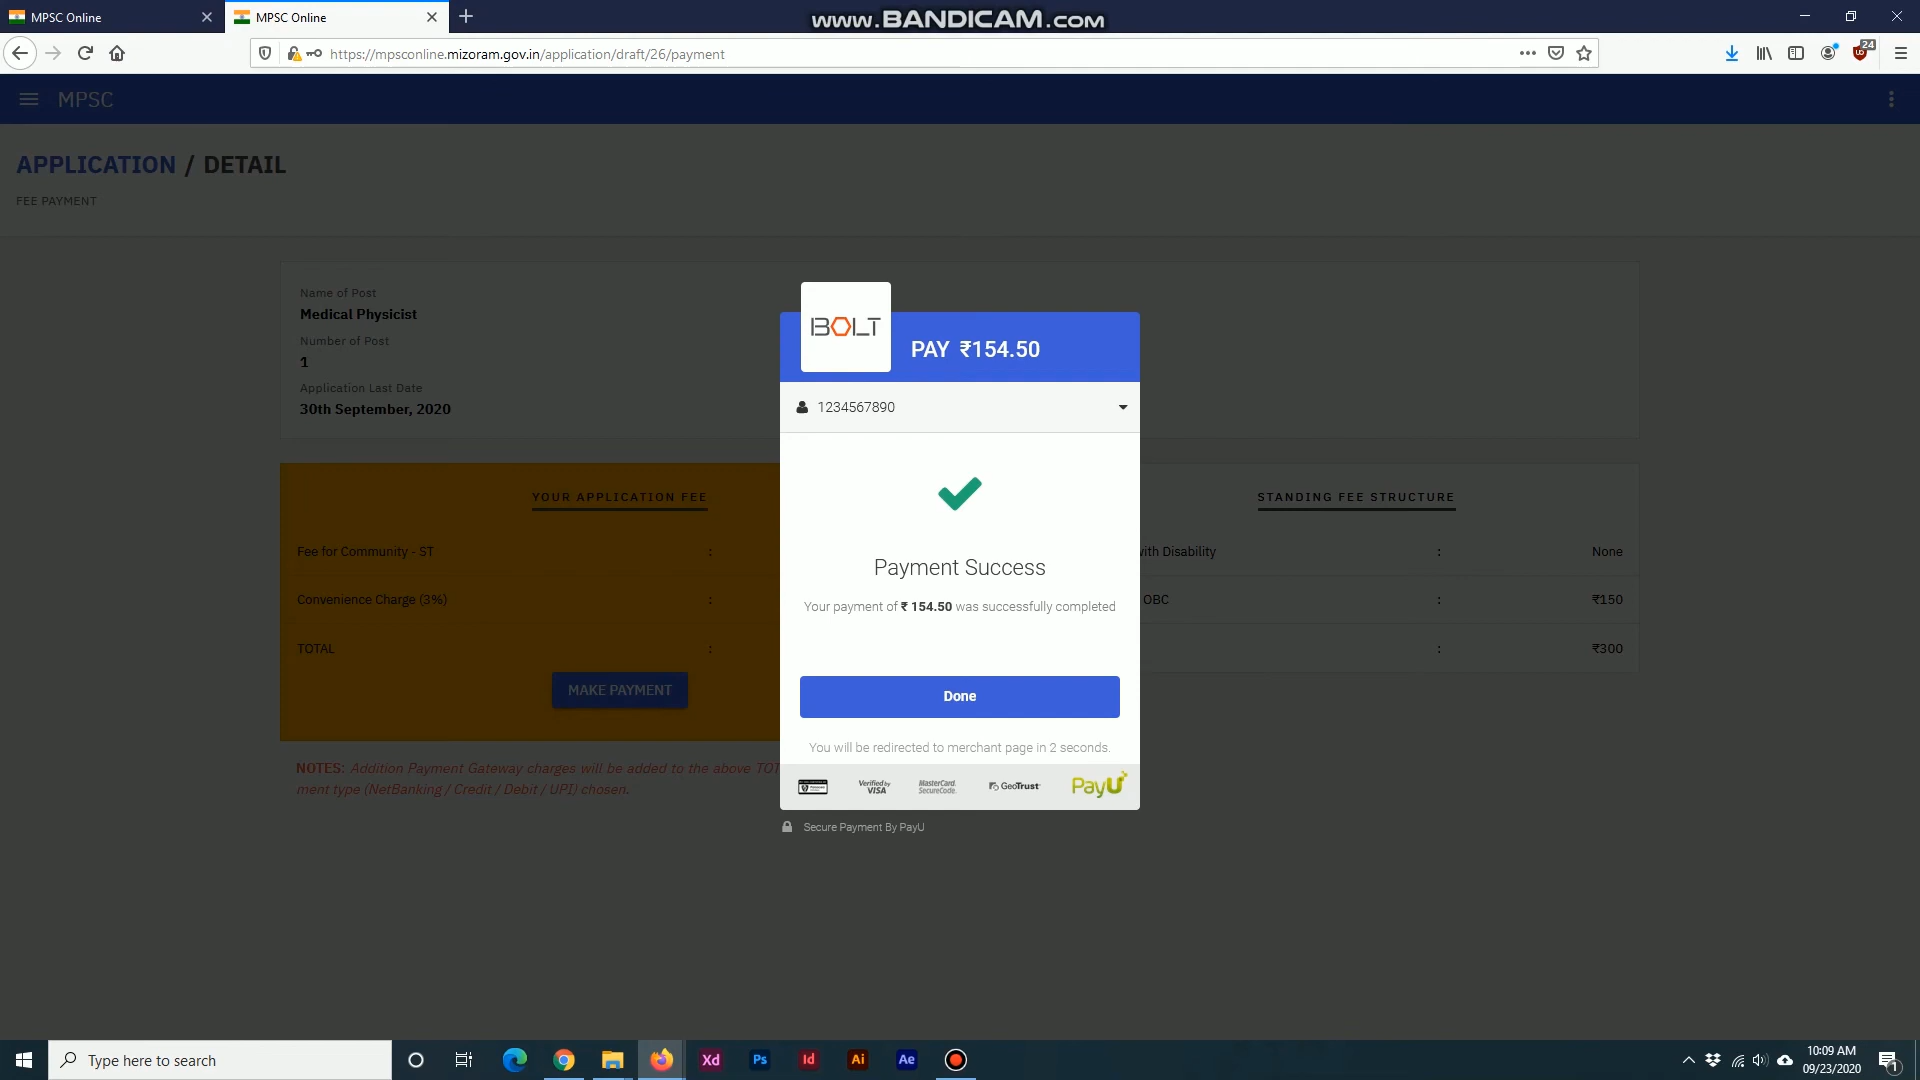 MPSC Online
MPSC Online
www.BANDICAM.com
https://mpsconline.mizoram.gov.in/application/draft/26/payment
24
MPSC
APPLICATION / DETAIL
FEE PAYMENT
Name of Post
Medical Physicist
Number of Post
1
Application Last Date
30th September, 2020
YOUR APPLICATION FEE
Fee for Community - ST :
Convenience Charge (3%) :
TOTAL :
MAKE PAYMENT
NOTES: Addition Payment Gateway charges will be added to the above TOT
ment type (NetBanking / Credit / Debit / UPI) chosen.
BOLT
PAY ₹154.50
1234567890
Payment Success
Your payment of ₹ 154.50 was successfully completed
Done
You will be redirected to merchant page in 2 seconds.
Verified by
VISA
MasterCard.
SecureCode.
GeoTrust
PayU
Secure Payment By PayU
STANDING FEE STRUCTURE
with Disability : None
OBC : ₹150
: ₹300
Type here to search
Xd
Ps
Id
Ai
Ae
10:09 AM
09/23/2020
1